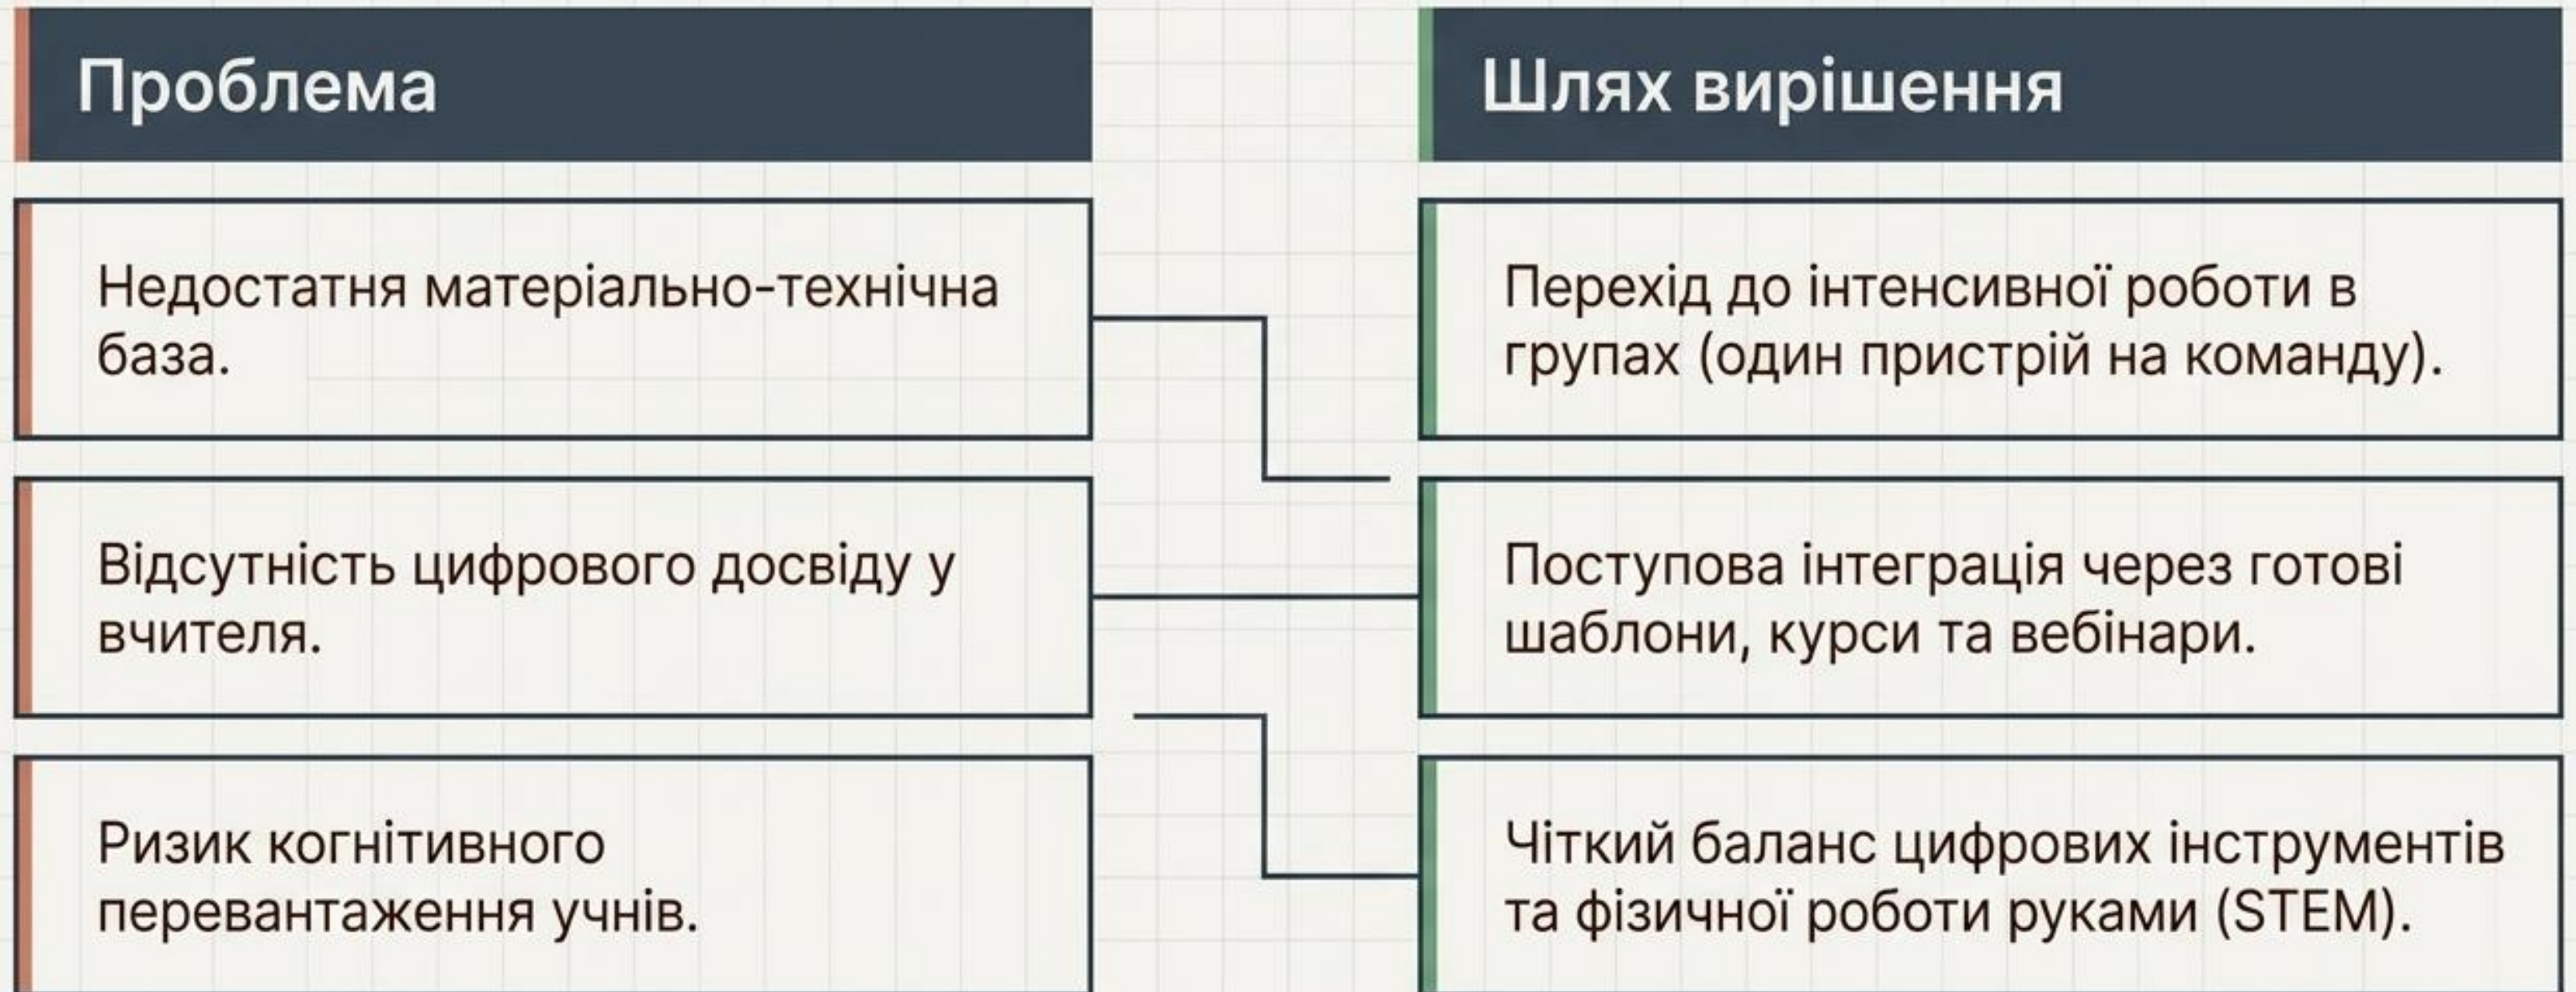 Проблема
Шлях вирішення
Недостатня матеріально-технічна
база.
Перехід до інтенсивної роботи в
групах (один пристрій на команду).
Відсутність цифрового досвіду у
вчителя.
Поступова інтеграція через готові
шаблони, курси та вебінари.
Ризик когнітивного
перевантаження учнів.
Чіткий баланс цифрових інструментів
та фізичної роботи руками (STEM).